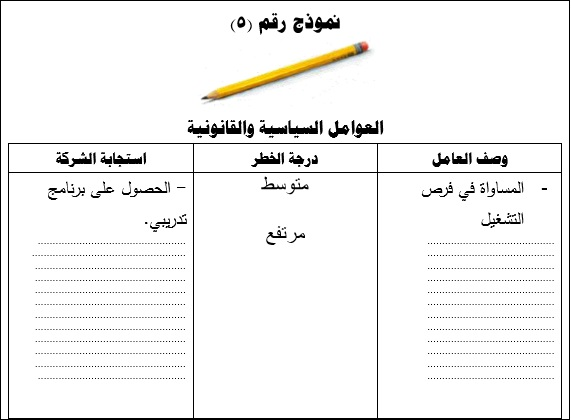 نموذج رقم (٥)
العوامل السياسية والقانونية
وصف العامل
درجة الخطر
استجابة الشركة
- المساواة في فرص
التشغيل
متوسط
مرتفع
– الحصول على برنامج
تدريبي.